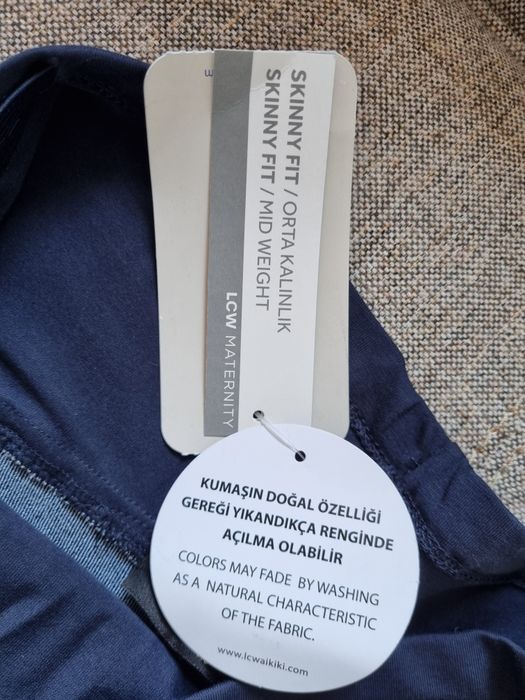 SKINNY FIT / ORTA KALINLIK
SKINNY FIT / MID WEIGHT
LCW MATERNITY
KUMAŞIN DOĞAL ÖZELLİĞİ
GEREĞİ YIKANDIKÇA RENGİNDE
AÇILMA OLABİLİR
COLORS MAY FADE BY WASHING
AS A NATURAL CHARACTERISTIC
OF THE FABRIC.
www.lcwaikiki.com